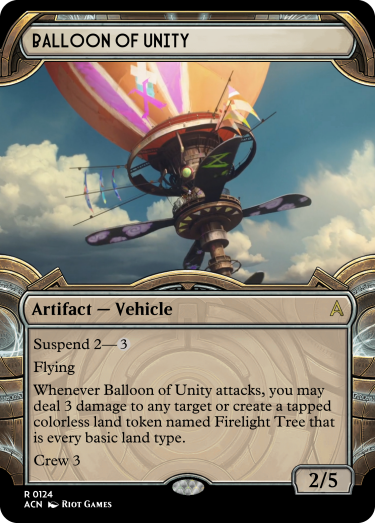 BALLOON OF UNITY
Artifact — Vehicle
Suspend 2—3
Flying
Whenever Balloon of Unity attacks, you may
deal 3 damage to any target or create a tapped
colorless land token named Firelight Tree that
is every basic land type.
Crew 3
2/5
R 0124
ACN RIOT GAMES